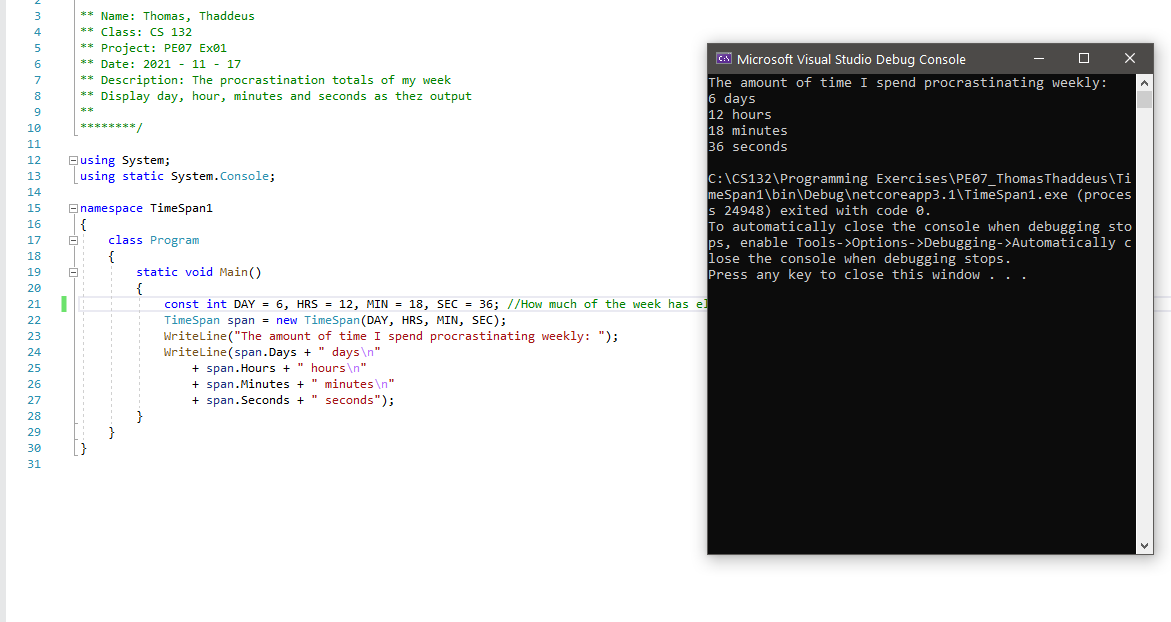 2
3 ** Name: Thomas, Thaddeus
4 ** Class: CS 132
5 ** Project: PE07 Ex01
6 ** Date: 2021 - 11 - 17
7 ** Description: The procrastination totals of my week
8 ** Display day, hour, minutes and seconds as thez output
9 **
10 ********/
11
12 using System;
13 using static System.Console;
14
15 namespace TimeSpan1
16 {
17 class Program
18 {
19 static void Main()
20 {
21 const int DAY = 6, HRS = 12, MIN = 18, SEC = 36; //How much of the week has
22 TimeSpan span = new TimeSpan(DAY, HRS, MIN, SEC);
23 WriteLine("The amount of time I spend procrastinating weekly: ");
24 WriteLine(span.Days + " days\n"
25 + span.Hours + " hours\n"
26 + span.Minutes + " minutes\n"
27 + span.Seconds + " seconds");
28 }
29 }
30 }
31
C:\ Microsoft Visual Studio Debug Console
The amount of time I spend procrastinating weekly:
6 days
12 hours
18 minutes
36 seconds
C:\CS132\Programming Exercises\PE07_ThomasThaddeus\Ti
meSpan1\bin\Debug\netcoreapp3.1\TimeSpan1.exe (proces
s 24948) exited with code 0.
To automatically close the console when debugging sto
ps, enable Tools->Options->Debugging->Automatically c
lose the console when debugging stops.
Press any key to close this window . . .